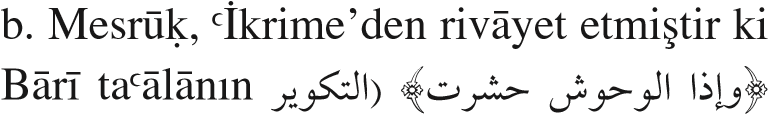 b. Mesrūḳ, ʿİkrime’den rivāyet etmiştir ki
Bārī taʿālānın ﴿وإذا الوحوش حشرت﴾ (التكوير